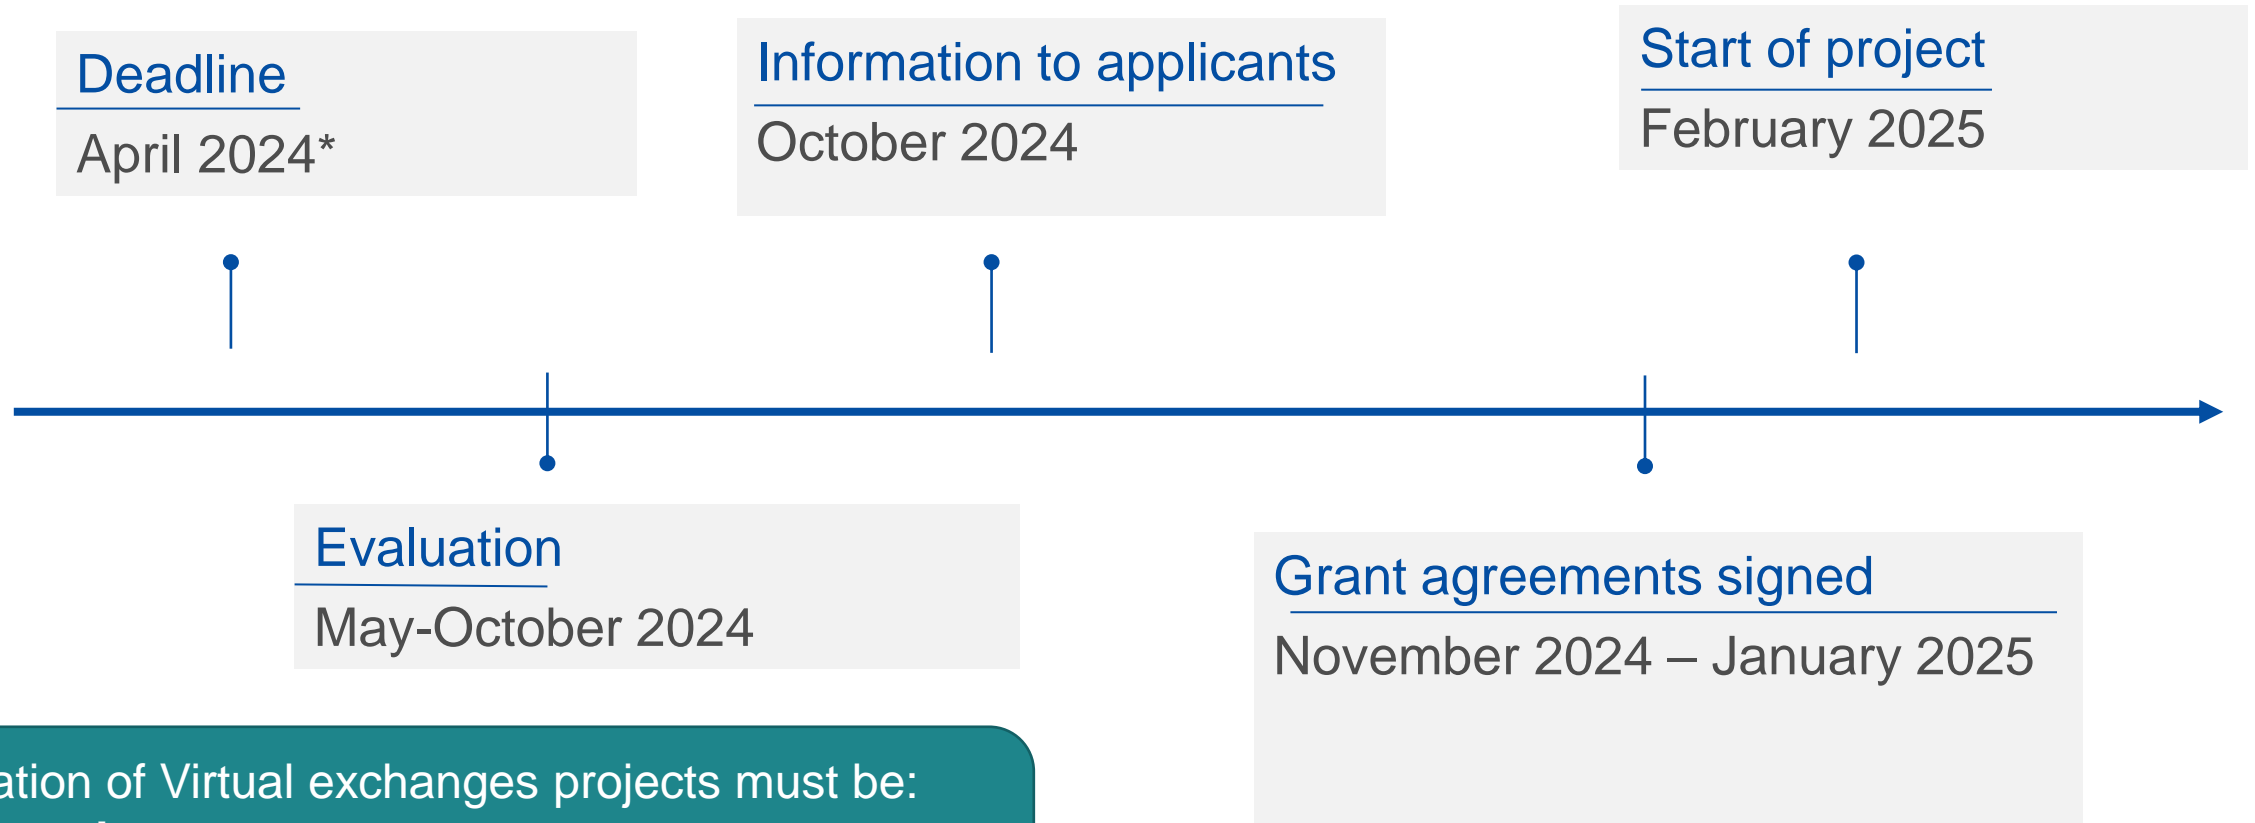 Deadline
April 2024*
Information to applicants
October 2024
Start of project
February 2025
Evaluation
May-October 2024
Grant agreements signed
November 2024 – January 2025
of Virtual exchanges projects must be: